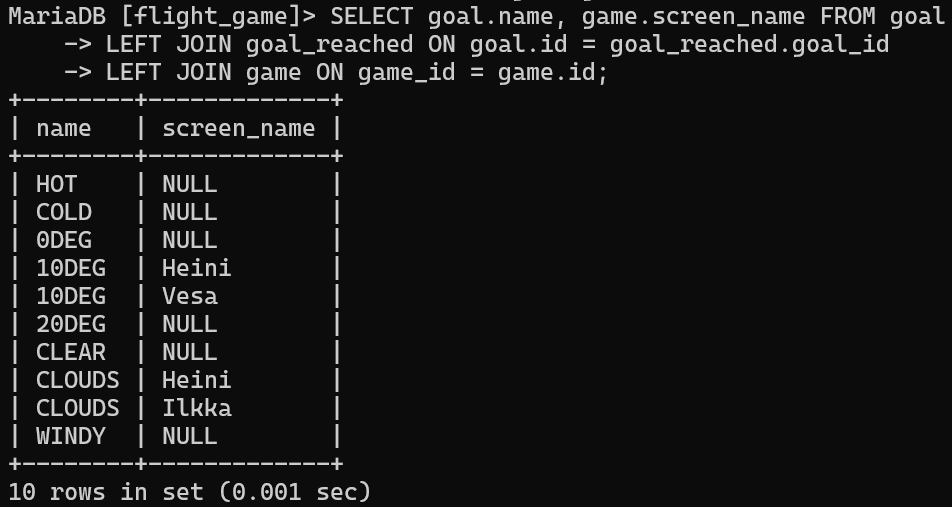 MariaDB [flight_game]> SELECT goal.name, game.screen_name FROM goal
    -> LEFT JOIN goal_reached ON goal.id = goal_reached.goal_id
    -> LEFT JOIN game ON game_id = game.id;
+--------+-------------+
| name   | screen_name |
+--------+-------------+
| HOT    | NULL        |
| COLD   | NULL        |
| 0DEG   | NULL        |
| 10DEG  | Heini       |
| 10DEG  | Vesa        |
| 20DEG  | NULL        |
| CLEAR  | NULL        |
| CLOUDS | Heini       |
| CLOUDS | Ilkka       |
| WINDY  | NULL        |
+--------+-------------+
10 rows in set (0.001 sec)